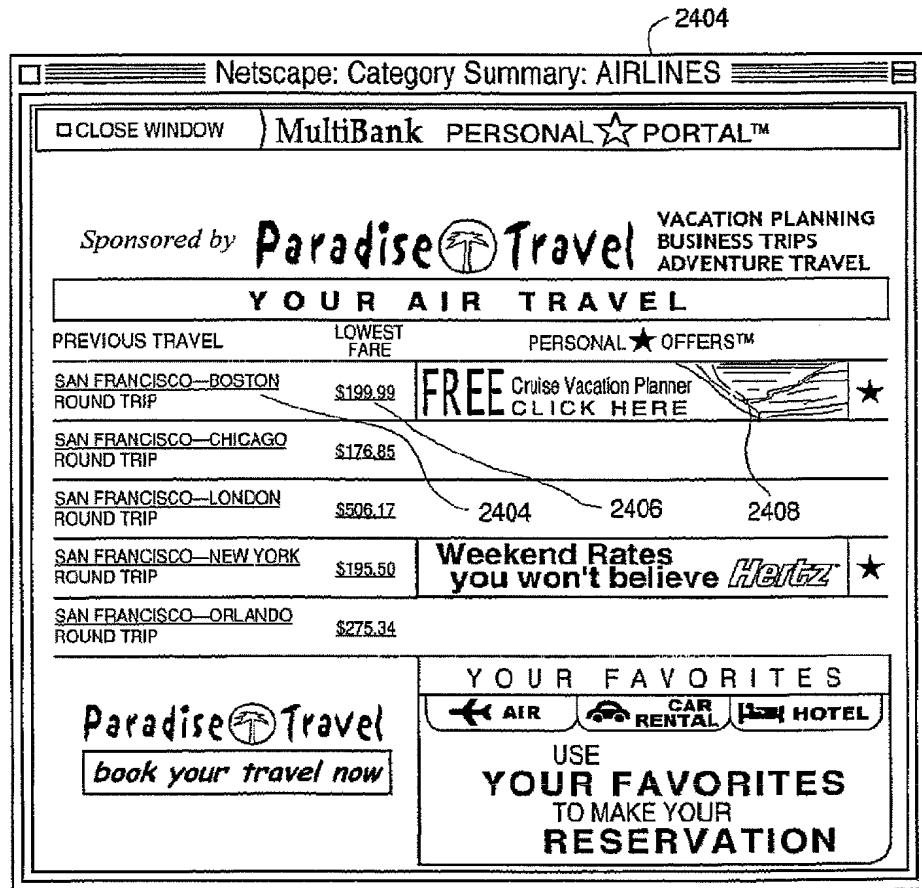 2404
Netscape: Category Summary: AIRLINES
CLOSE WINDOW
MultiBank PERSONAL PORTAL™
Sponsored by Paradise Travel
VACATION PLANNING
BUSINESS TRIPS
ADVENTURE TRAVEL
YOUR AIR TRAVEL
PREVIOUS TRAVEL
LOWEST
FARE
PERSONAL ★ OFFERS™
SAN FRANCISCO—BOSTON
ROUND TRIP
$199.99
FREE Cruise Vacation Planner
CLICK HERE
SAN FRANCISCO—CHICAGO
ROUND TRIP
$176.85
SAN FRANCISCO—LONDON
ROUND TRIP
$506.17
2404
2406
2408
SAN FRANCISCO—NEW YORK
ROUND TRIP
$195.50
Weekend Rates
you won't believe Hertz
SAN FRANCISCO—ORLANDO
ROUND TRIP
$275.34
Paradise Travel
book your travel now
YOUR FAVORITES
AIR
CAR
RENTAL
HOTEL
USE
YOUR FAVORITES
TO MAKE YOUR
RESERVATION